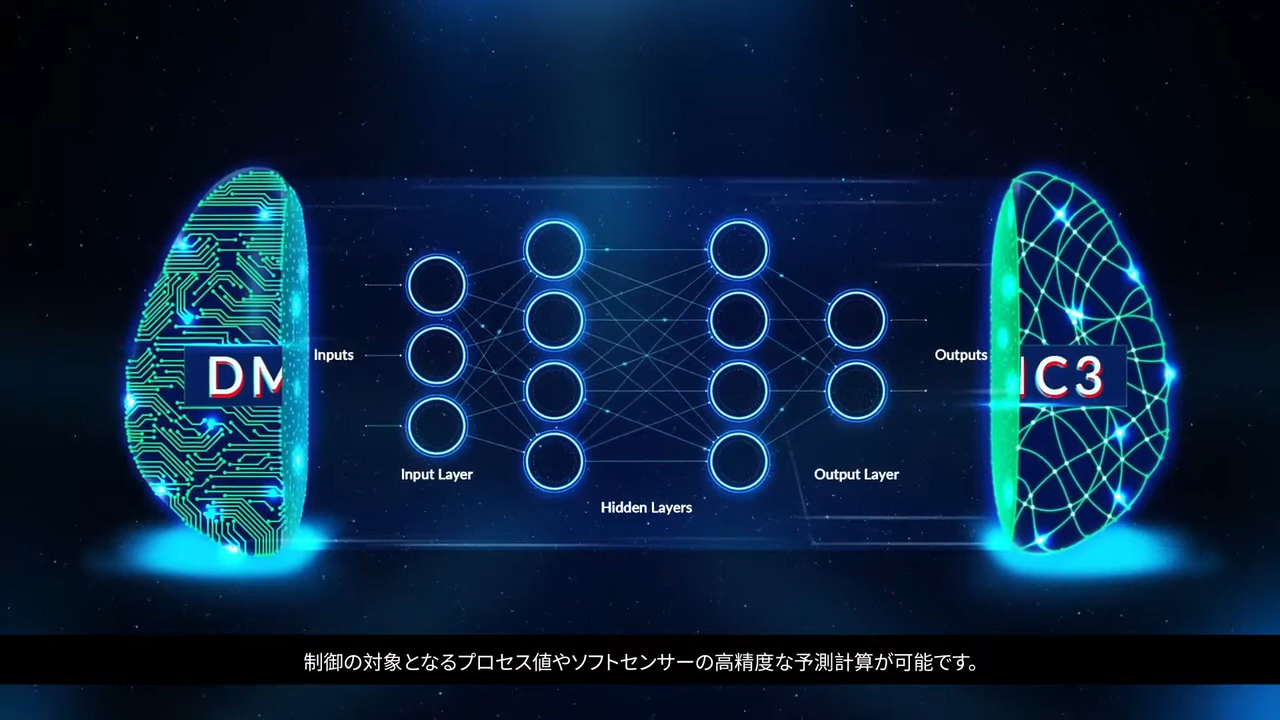 DM
Inputs
Outputs
IC3
Input Layer
Output Layer
Hidden Layers
制御の対象となるプロセス値やソフトセンサーの高精度な予測計算が可能です。